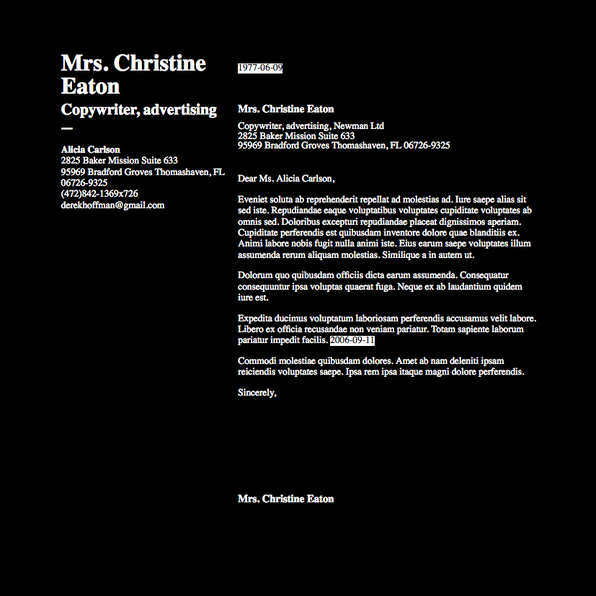 Mrs. Christine
Eaton
Copywriter, advertising
Alicia Carlson
2825 Baker Mission Suite 633
95969 Bradford Groves Thomashaven, FL
06726-9325
(472)842-1369x726
derekhoffman@gmail.com
1977-06-09
Mrs. Christine Eaton
Copywriter, advertising, Newman Ltd
2825 Baker Mission Suite 633
95969 Bradford Groves Thomashaven, FL 06726-9325
Dear Ms. Alicia Carlson,
Eveniet soluta ab reprehenderit repellat ad molestias ad. Iure saepe alias sit
sed iste. Repudiandae eaque voluptatibus voluptates cupiditate voluptates ab
omnis sed. Doloribus excepturi repudiandae placeat dignissimos aperiam.
Cupiditate perferendis est quibusdam inventore dolore quae blanditiis ex.
Animi labore nobis fugit nulla animi iste. Eius earum saepe voluptates illum
assumenda rerum aliquam molestias. Similique a in autem ut.
Dolorum quo quibusdam officiis dicta earum assumenda. Consequatur
consequuntur ipsa voluptas quaerat fuga. Neque ex ab laudantium quidem
iure est.
Expedita ducimus voluptatum laboriosam perferendis accusamus velit labore.
Libero ex officia recusandae non veniam pariatur. Totam sapiente laborum
pariatur impedit facilis. 2006-09-11
Commodi molestiae quibusdam dolores. Amet ab nam deleniti ipsam
reiciendis voluptates saepe. Ipsa rem ipsa itaque magni dolore perferendis.
Sincerely,
Mrs. Christine Eaton